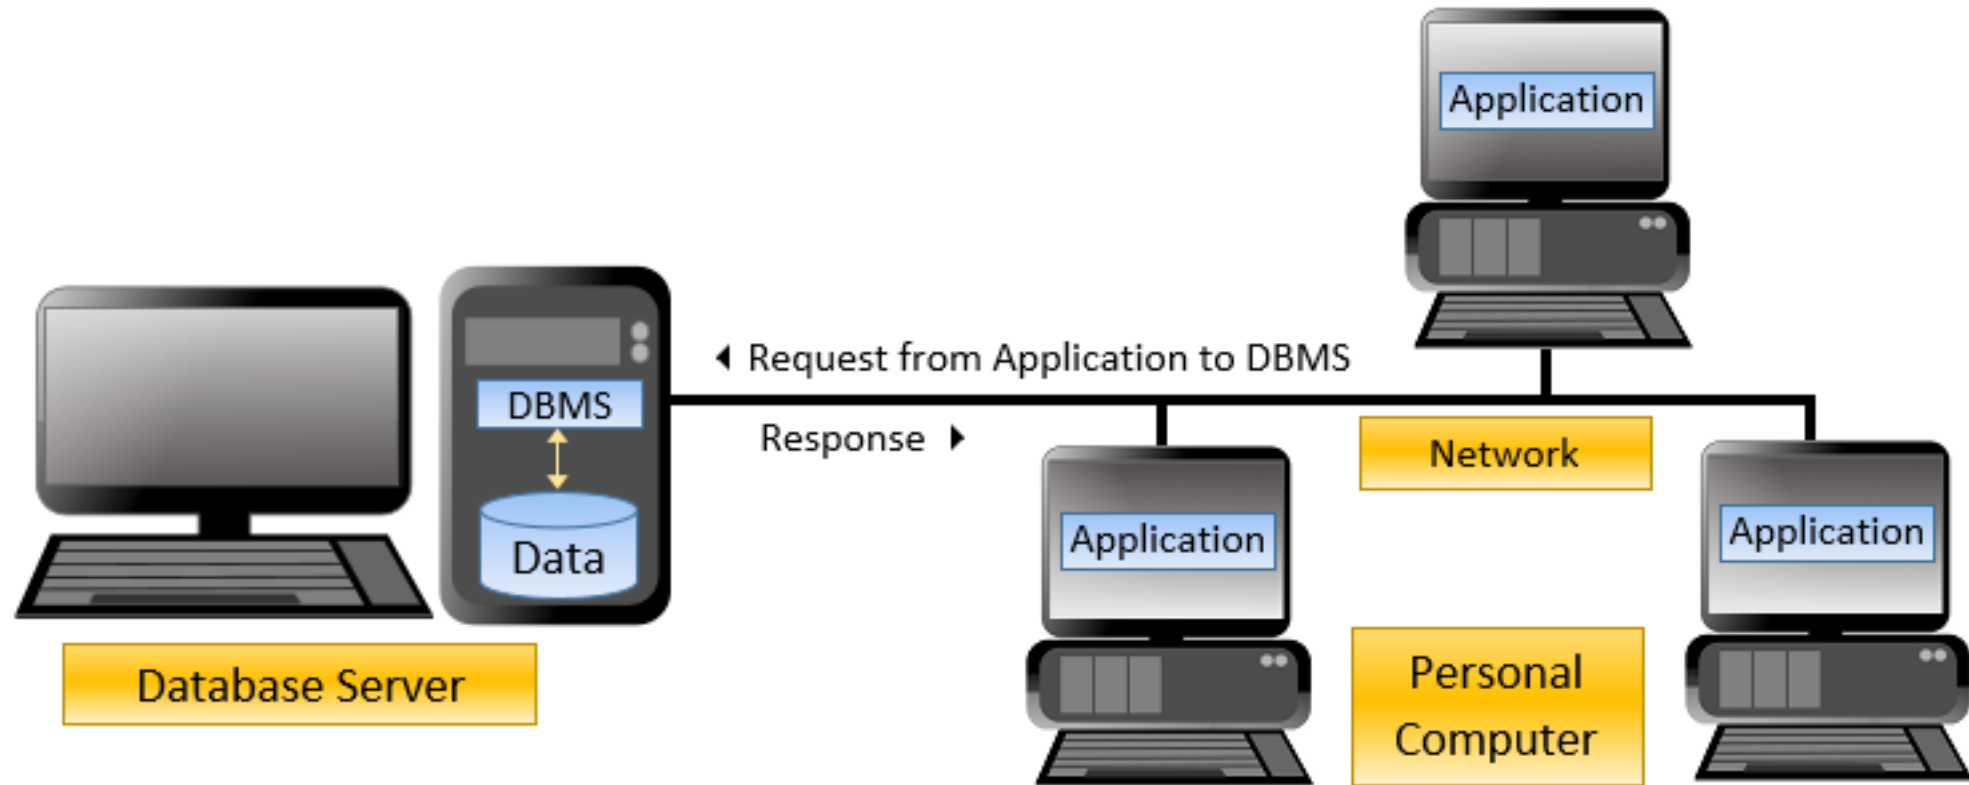 Application
Request from Application to DBMS
DBMS
Response
Network
Data
Application
Application
Database Server
Personal
Computer